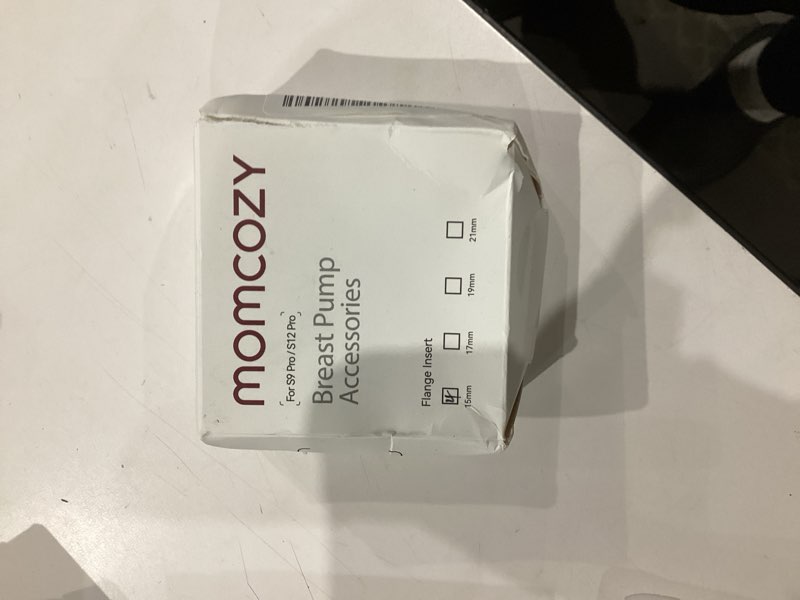 momcozy
「For S9 Pro / S12 Pro」
Breast Pump
Accessories
Flange Insert
15mm 17mm 19mm 21mm